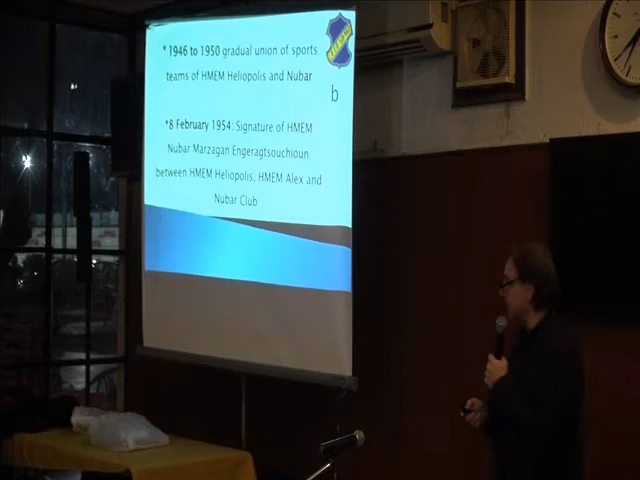 * 1946 to 1950 gradual union of sports
teams of HMEM Heliopolis and Nubar
b
*8 February 1954: Signature of HMEM
Nubar Marzagan Engeragtsouchioun
between HMEM Heliopolis, HMEM Alex and
Nubar Club